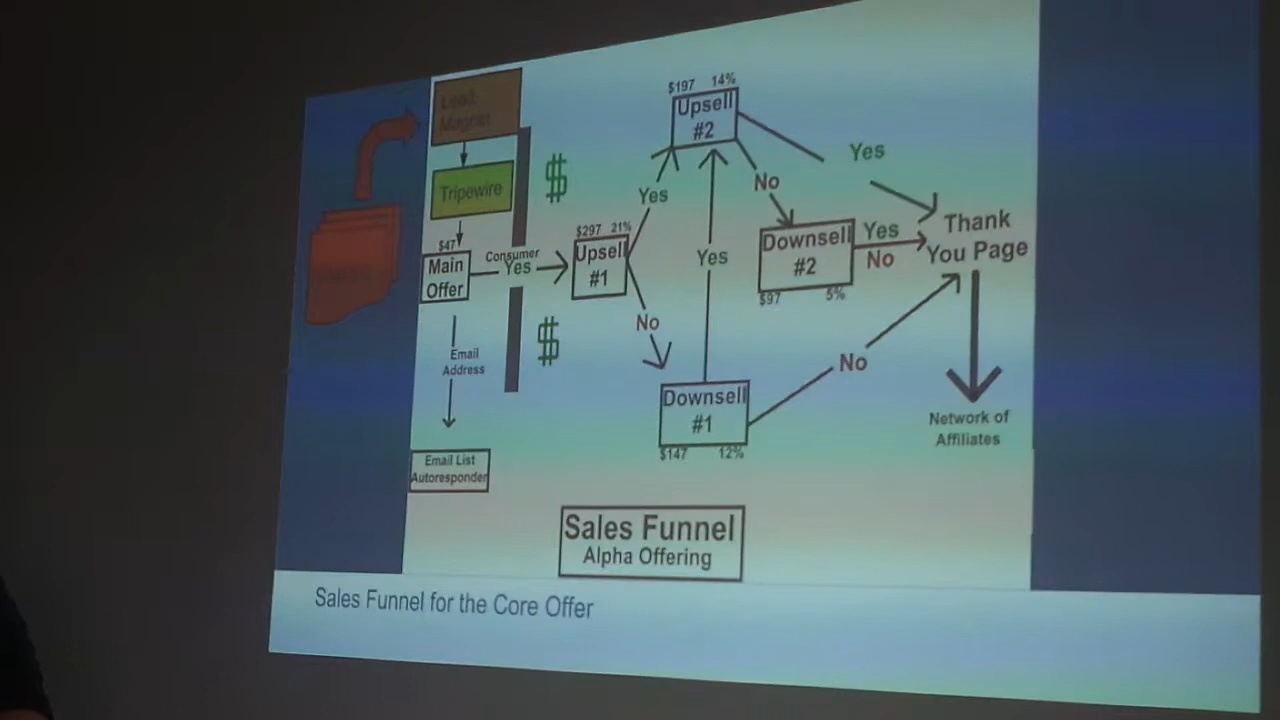 Lead
Magnet
Tripewire
$47
Main
Offer
Consumer
Yes
Email
Address
Email List
Autoresponder
$
$
$297 21%
Upsell
#1
Yes
No
$197 14%
Upsell
#2
Yes
Downsell
#1
$147 12%
No
Yes
Downsell
#2
$97 5%
Yes
No
No
Thank
You Page
Network of
Affiliates
Sales Funnel
Alpha Offering
Sales Funnel for the Core Offer